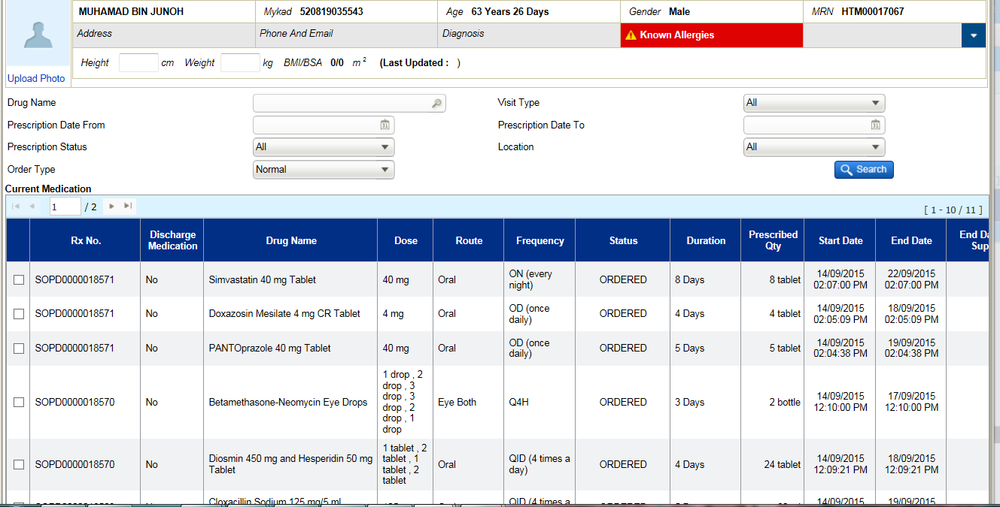 MUHAMAD BIN JUNOH Mykad 520819035543 Age 63 Years 26 Days Gender Male MRN HTM00017067
Address Phone And Email Diagnosis Known Allergies
Height cm Weight kg BMI/BSA 0/0 m 2 (Last Updated : )
Upload Photo
Drug Name Visit Type All
Prescription Date From 31 Prescription Date To 31
Prescription Status All Location All
Order Type Normal Search
Current Medication
1 / 2 [ 1 - 10 / 11 ]
Rx No. Discharge Medication Drug Name Dose Route Frequency Status Duration Prescribed Qty Start Date End Date End Da Sup
SOPD0000018571 No Simvastatin 40 mg Tablet 40 mg Oral ON (every night) ORDERED 8 Days 8 tablet 14/09/2015 02:07:00 PM 22/09/2015 02:07:00 PM
SOPD0000018571 No Doxazosin Mesilate 4 mg CR Tablet 4 mg Oral OD (once daily) ORDERED 4 Days 4 tablet 14/09/2015 02:05:09 PM 18/09/2015 02:05:09 PM
SOPD0000018571 No PANTOprazole 40 mg Tablet 40 mg Oral OD (once daily) ORDERED 5 Days 5 tablet 14/09/2015 02:04:38 PM 19/09/2015 02:04:38 PM
SOPD0000018570 No Betamethasone-Neomycin Eye Drops 1 drop , 2 drop , 3 drop , 3 drop , 2 drop , 1 drop Eye Both Q4H ORDERED 3 Days 2 bottle 14/09/2015 12:10:00 PM 17/09/2015 12:10:00 PM
SOPD0000018570 No Diosmin 450 mg and Hesperidin 50 mg Tablet 1 tablet , 2 tablet , 1 tablet , 2 tablet Oral QID (4 times a day) ORDERED 4 Days 24 tablet 14/09/2015 12:09:21 PM 18/09/2015 12:09:21 PM
Cloxacillin Sodium 125 mg/5 ml QID (4 times a 14/09/2015 19/09/2015